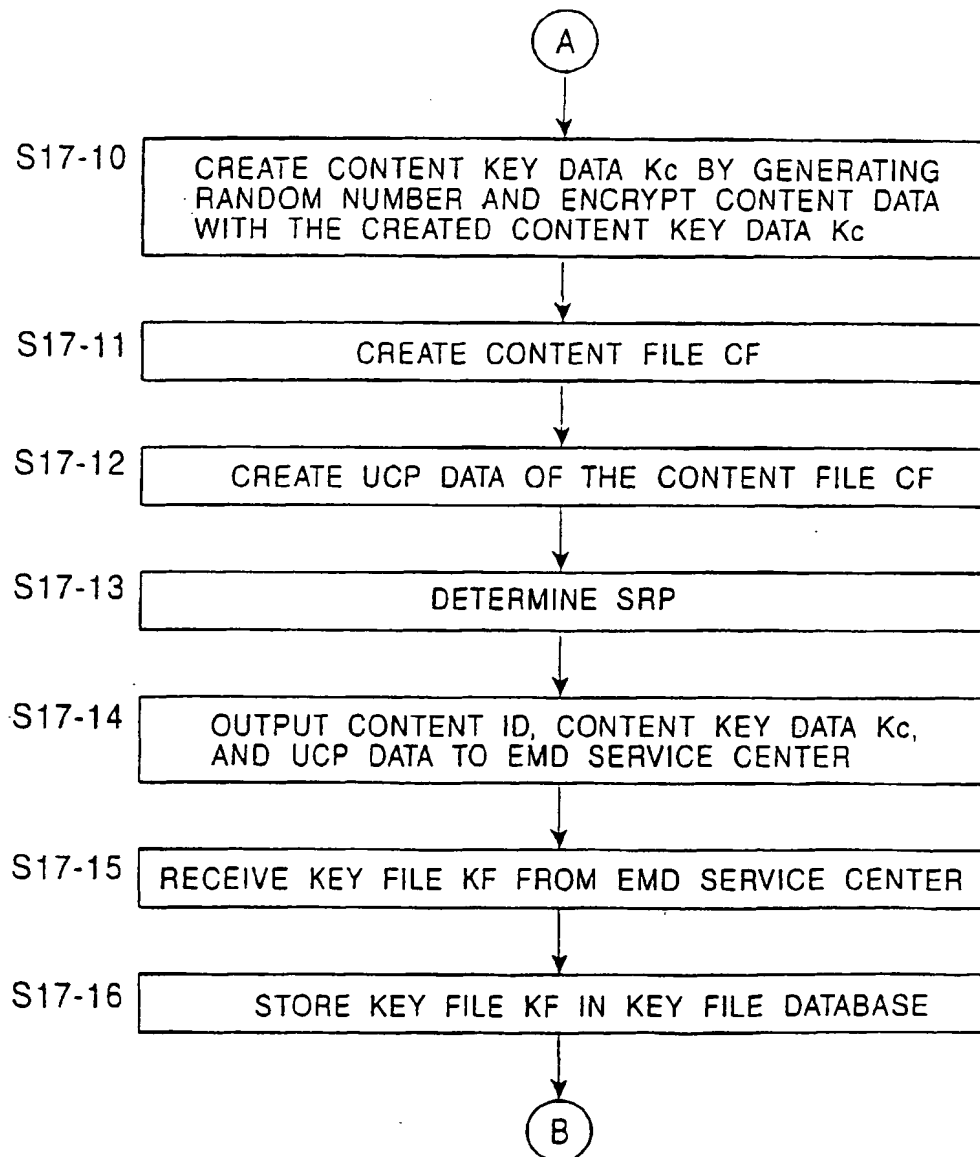 A
S17-10
CREATE CONTENT KEY DATA Kc BY GENERATING
RANDOM NUMBER AND ENCRYPT CONTENT DATA
WITH THE CREATED CONTENT KEY DATA Kc
S17-11
CREATE CONTENT FILE CF
S17-12
CREATE UCP DATA OF THE CONTENT FILE CF
S17-13
DETERMINE SRP
S17-14
OUTPUT CONTENT ID, CONTENT KEY DATA Kc,
AND UCP DATA TO EMD SERVICE CENTER
S17-15
RECEIVE KEY FILE KF FROM EMD SERVICE CENTER
S17-16
STORE KEY FILE KF IN KEY FILE DATABASE
B